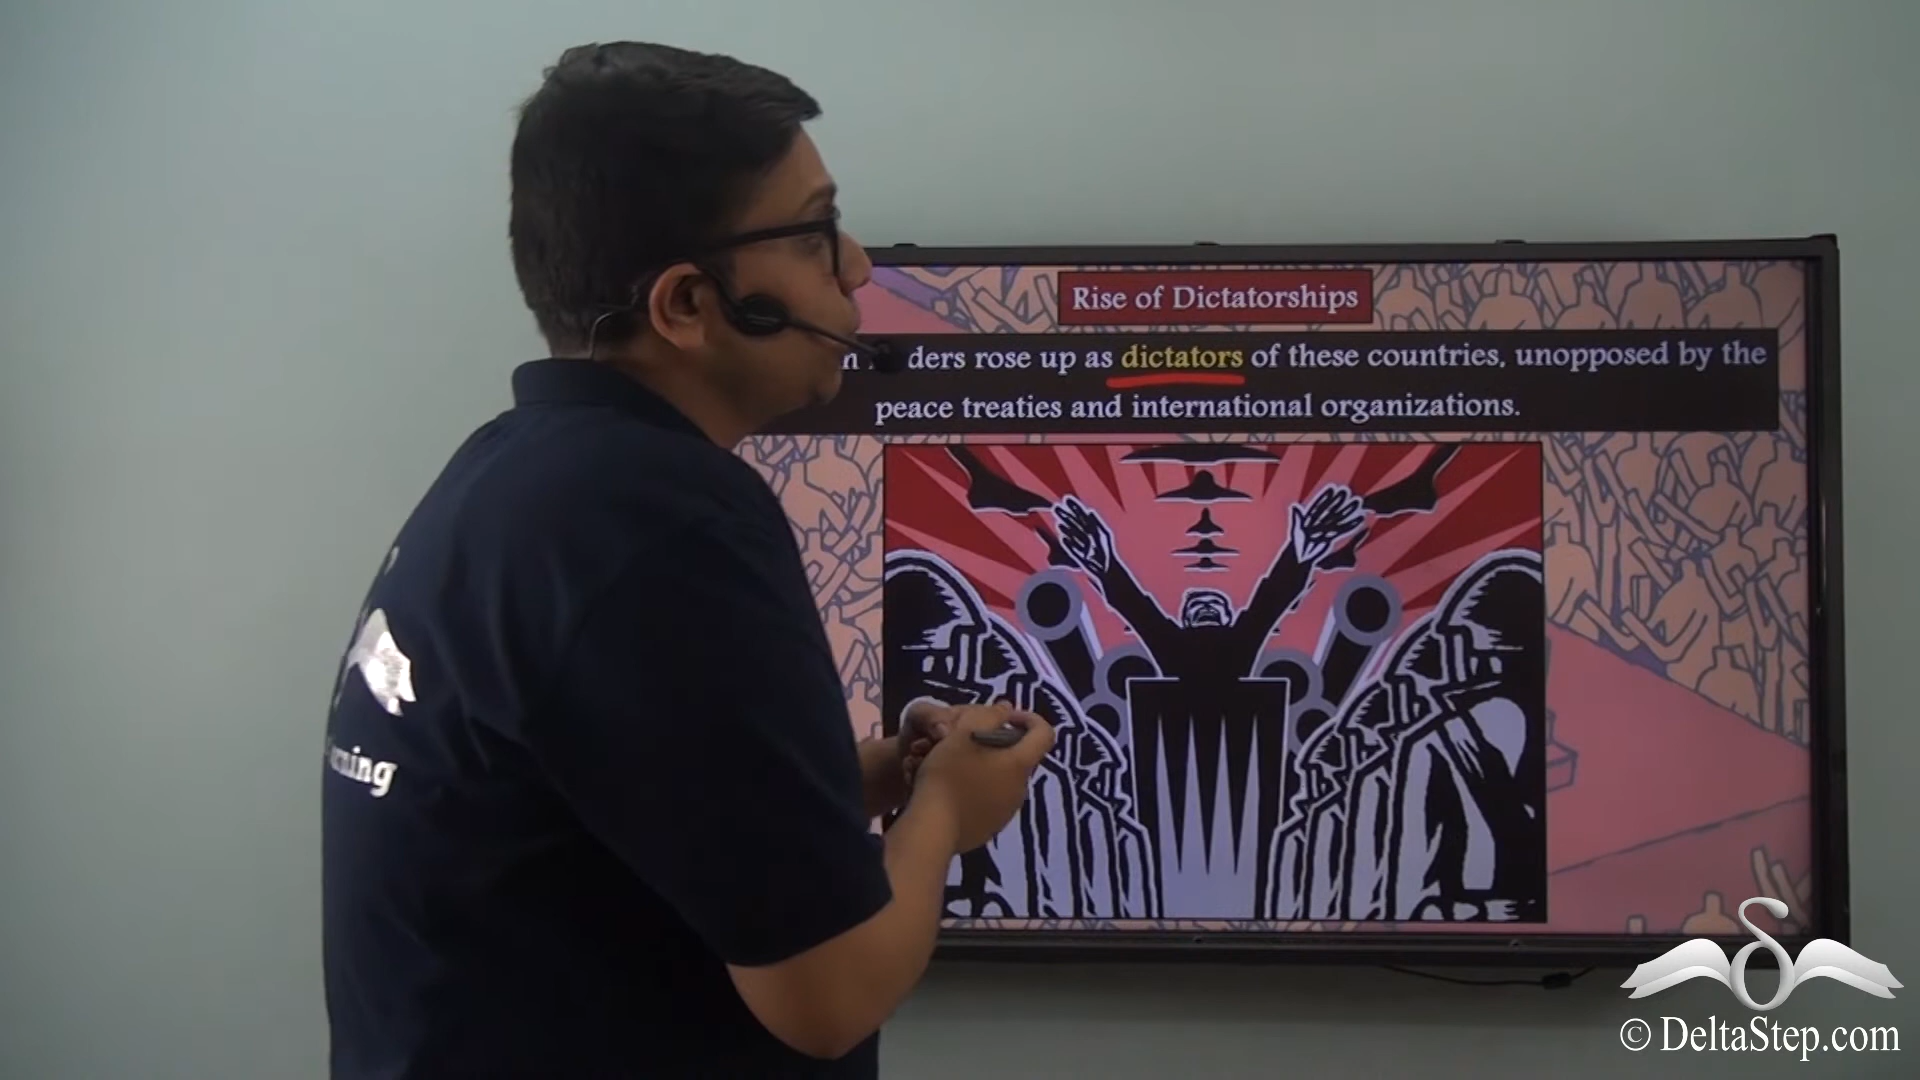 Rise of Dictatorships
rose up as dictators of these countries, unopposed by the
peace treaties and international organizations.
© DeltaStep.com